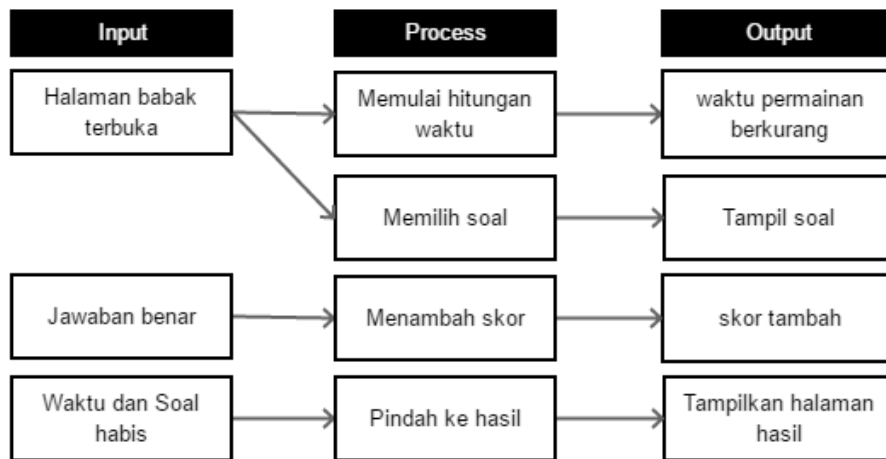 Input
Process
Output
Halaman babak
terbuka
Memulai hitungan
waktu
waktu permainan
berkurang
Memilih soal
Tampil soal
Jawaban benar
Menambah skor
skor tambah
Waktu dan Soal
habis
Pindah ke hasil
Tampilkan halaman
hasil